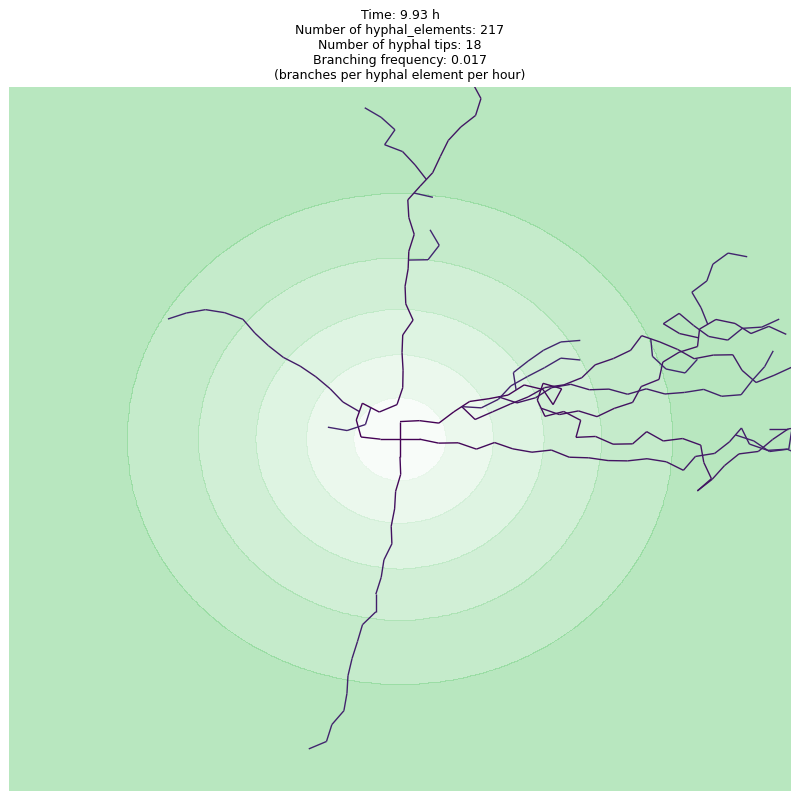 Time: 9.93 h
Number of hyphal_elements: 217
Number of hyphal tips: 18
Branching frequency: 0.017
(branches per hyphal element per hour)